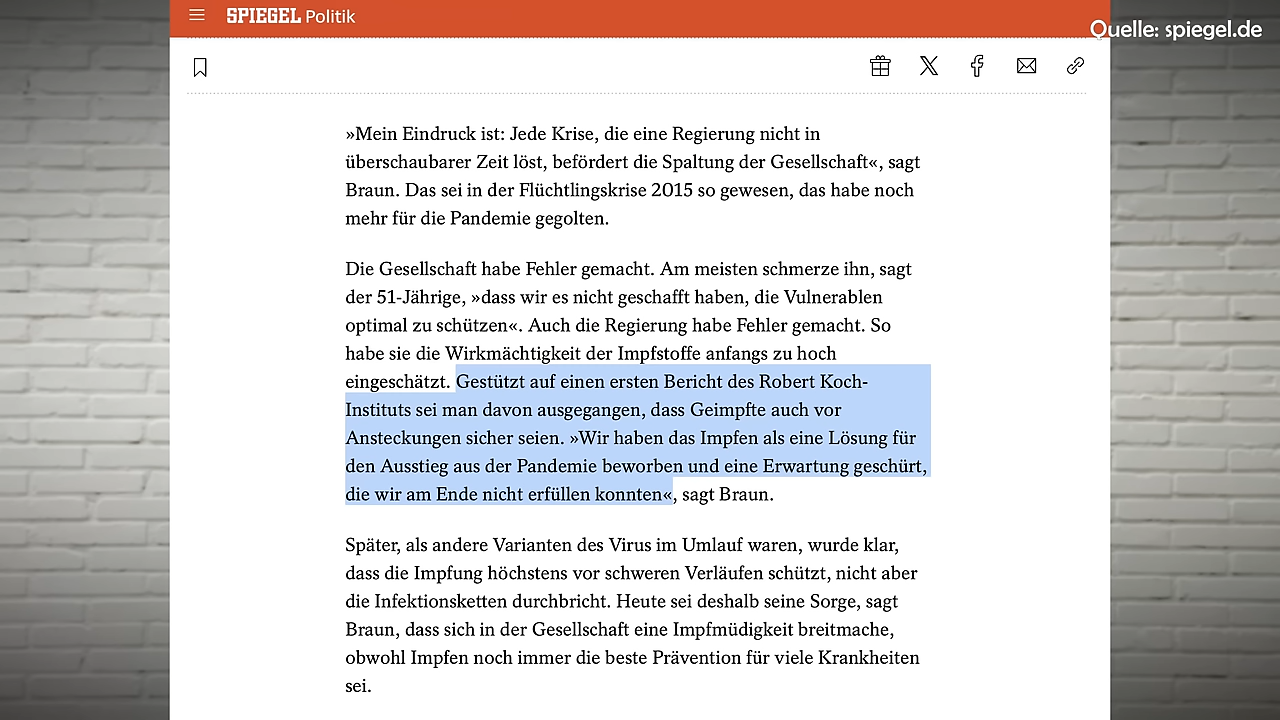 SPIEGEL Politik
Quelle: spiegel.de
»Mein Eindruck ist: Jede Krise, die eine Regierung nicht in
überschaubarer Zeit löst, befördert die Spaltung der Gesellschaft«, sagt
Braun. Das sei in der Flüchtlingskrise 2015 so gewesen, das habe noch
mehr für die Pandemie gegolten.
Die Gesellschaft habe Fehler gemacht. Am meisten schmerze ihn, sagt
der 51-Jährige, »dass wir es nicht geschafft haben, die Vulnerablen
optimal zu schützen«. Auch die Regierung habe Fehler gemacht. So
habe sie die Wirkmächtigkeit der Impfstoffe anfangs zu hoch
eingeschätzt. Gestützt auf einen ersten Bericht des Robert Koch-
Instituts sei man davon ausgegangen, dass Geimpfte auch vor
Ansteckungen sicher seien. »Wir haben das Impfen als eine Lösung für
den Ausstieg aus der Pandemie beworben und eine Erwartung geschürt,
die wir am Ende nicht erfüllen konnten«, sagt Braun.
Später, als andere Varianten des Virus im Umlauf waren, wurde klar,
dass die Impfung höchstens vor schweren Verläufen schützt, nicht aber
die Infektionsketten durchbricht. Heute sei deshalb seine Sorge, sagt
Braun, dass sich in der Gesellschaft eine Impfmüdigkeit breitmache,
obwohl Impfen noch immer die beste Prävention für viele Krankheiten
sei.